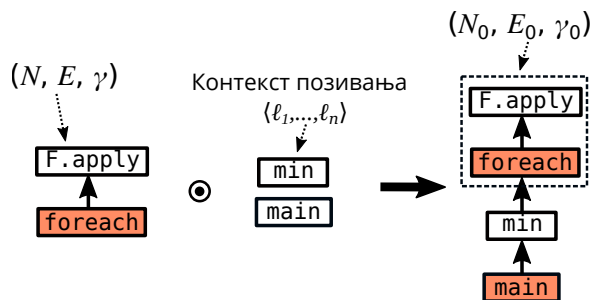 (N, E, γ)
F.apply
foreach
⊙
Контекст позивања
⟨ℓ₁,...,ℓₙ⟩
min
main
(N₀, E₀, γ₀)
F.apply
foreach
min
main